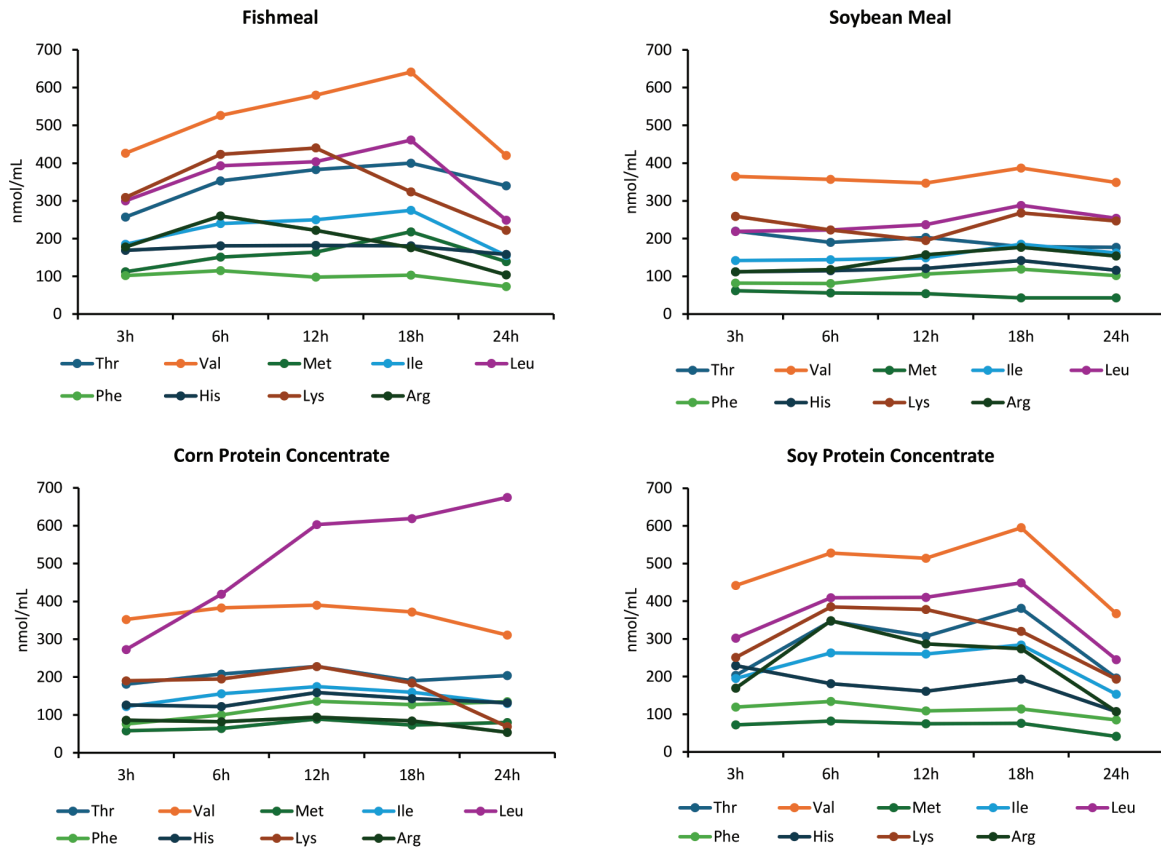 Fishmeal
700
600
500
400
300
200
100
0
nmol/mL
3h 6h 12h 18h 24h
Thr Val Met Ile Leu
Phe His Lys Arg
Soybean Meal
700
600
500
400
300
200
100
0
nmol/mL
3h 6h 12h 18h 24h
Thr Val Met Ile Leu
Phe His Lys Arg
Corn Protein Concentrate
700
600
500
400
300
200
100
0
nmol/mL
3h 6h 12h 18h 24h
Thr Val Met Ile Leu
Phe His Lys Arg
Soy Protein Concentrate
700
600
500
400
300
200
100
0
nmol/mL
3h 6h 12h 18h 24h
Thr Val Met Ile Leu
Phe His Lys Arg